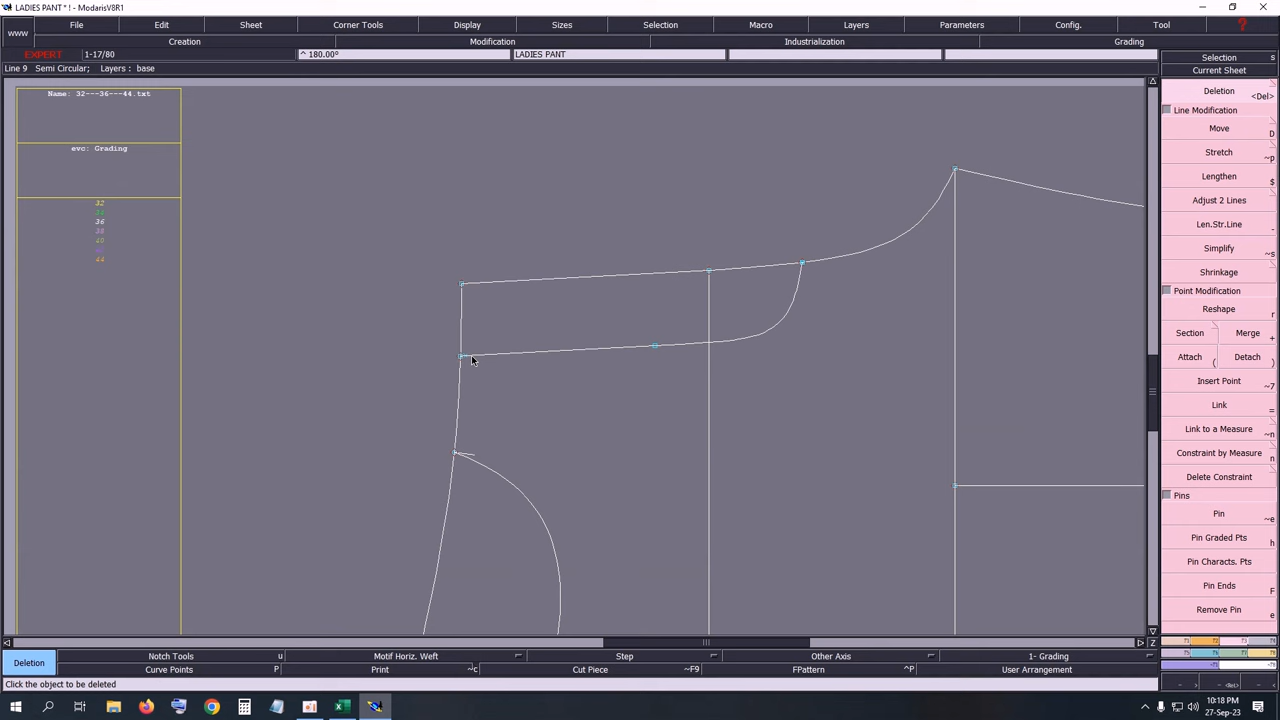 LADIES PANT * ! - ModarisV8R1
www
File
Edit
Sheet
Corner Tools
Display
Sizes
Selection
Macro
Layers
Parameters
Config.
Tool
?
Creation
Modification
Industrialization
Grading
EXPERT
1-17/80
^ 180.00°
LADIES PANT
Line 9 Semi Circular; Layers : base
Name: 32---36---44.txt
evc: Grading
32
34
36
38
40
44
Selection s
Current Sheet
Deletion
<Del>
Line Modification
Move D
Stretch ~p
Lengthen $
Adjust 2 Lines
Len.Str.Line -
Simplify ~s
Shrinkage
Point Modification
Reshape r
Section
Merge +
Attach (
Detach )
Insert Point ~7
Link =
Link to a Measure ~n
Constraint by Measure n
Delete Constraint
Pins
Pin ~e
Pin Graded Pts h
Pin Characts. Pts
Pin Ends F
Remove Pin e
Z
Deletion
Notch Tools u
Motif Horiz. Weft
Step
Other Axis
1- Grading
Curve Points P
Print ~c
Cut Piece ~F9
FPattern ^P
User Arrangement
Click the object to be deleted
10:18 PM
27-Sep-23